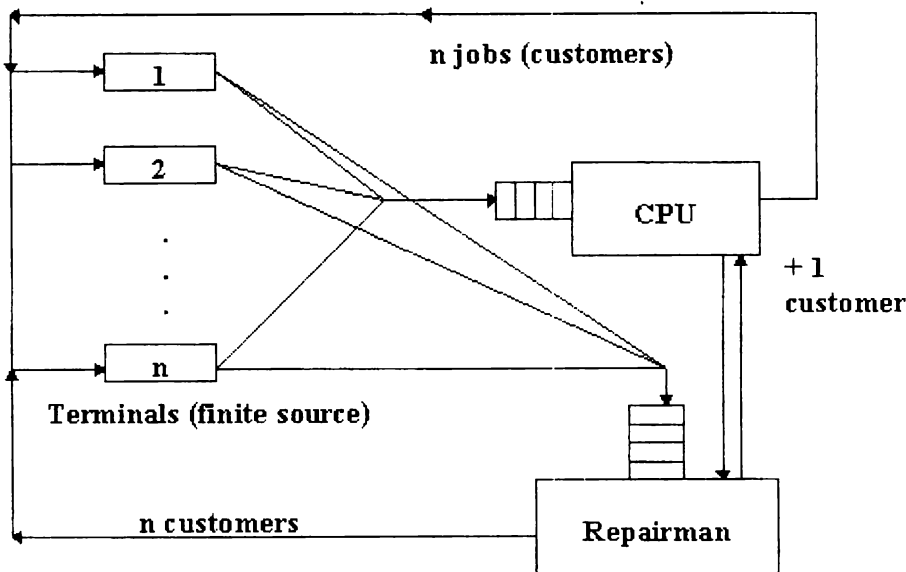 n jobs (customers)
1
2
CPU
+ 1
customer
n
Terminals (finite source)
n customers
Repairman